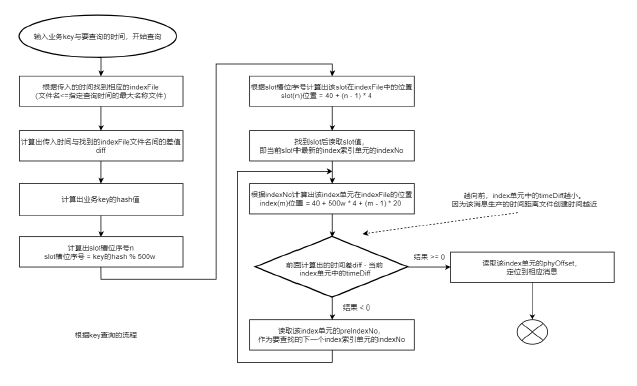 输入业务key与要查询的时间，开始查询
根据传入的时间找到相应的indexFile
(文件名<=指定查询时间的最大名称文件)
计算出传入时间与找到的indexFile文件名间的差值
diff
计算出业务key的hash值
计算出slot槽位序号n
slot槽位序号 = key的hash % 500w
根据key查询的流程
根据slot槽位序号计算出该slot在indexFile中的位置
slot(n)位置 = 40 + (n - 1) * 4
找到slot后读取slot值，
即当前slot中最新的index索引单元的indexNo
根据indexNo计算出该index单元在indexFile的位置
index(m)位置 = 40 + 500w * 4 + (m - 1) * 20
越向前，index单元中的timeDiff越小。
因为该消息生产的时间距离文件创建时间越近
前面计算出的时间差diff - 当前
index单元中的timeDiff
结果 >= 0
读取该index单元的phyOffset，
定位到相应消息
结果 < 0
读取该index单元的preIndexNo，
作为要查找的下一个index索引单元的indexNo